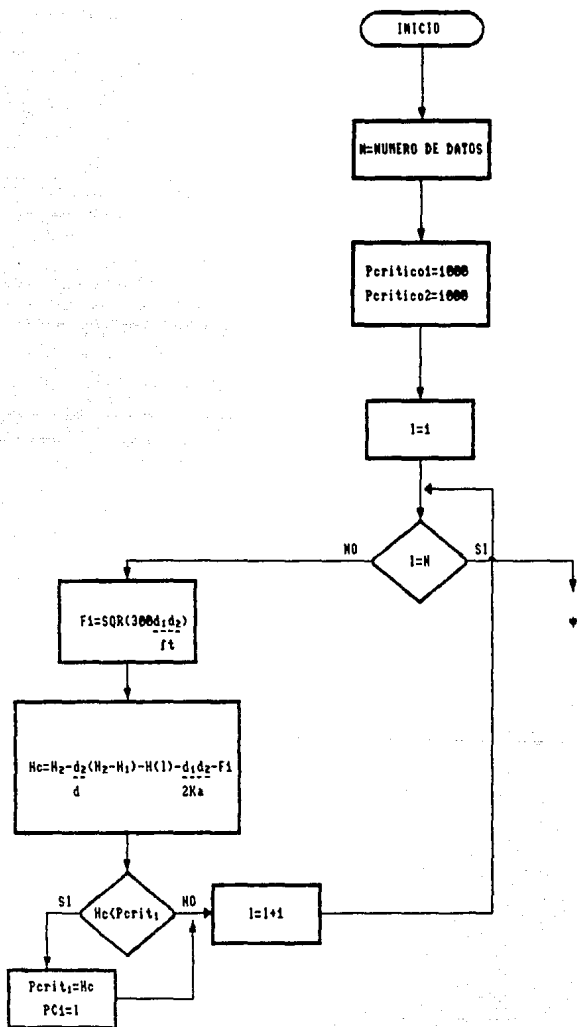 INICIO
N=NUMERO DE DATOS
Pcritico1=1000
Pcritico2=1000
l=1
NO
l=N
SI
Fi=SQR(300d₁d₂)
ft
*
Hc=H₂-d₂(H₂-H₁)-H(l)-d₁d₂-F1
d 2Ka
SI
Hc<Pcrit₁
NO
l=l+1
Pcrit₁=Hc
PC1=l